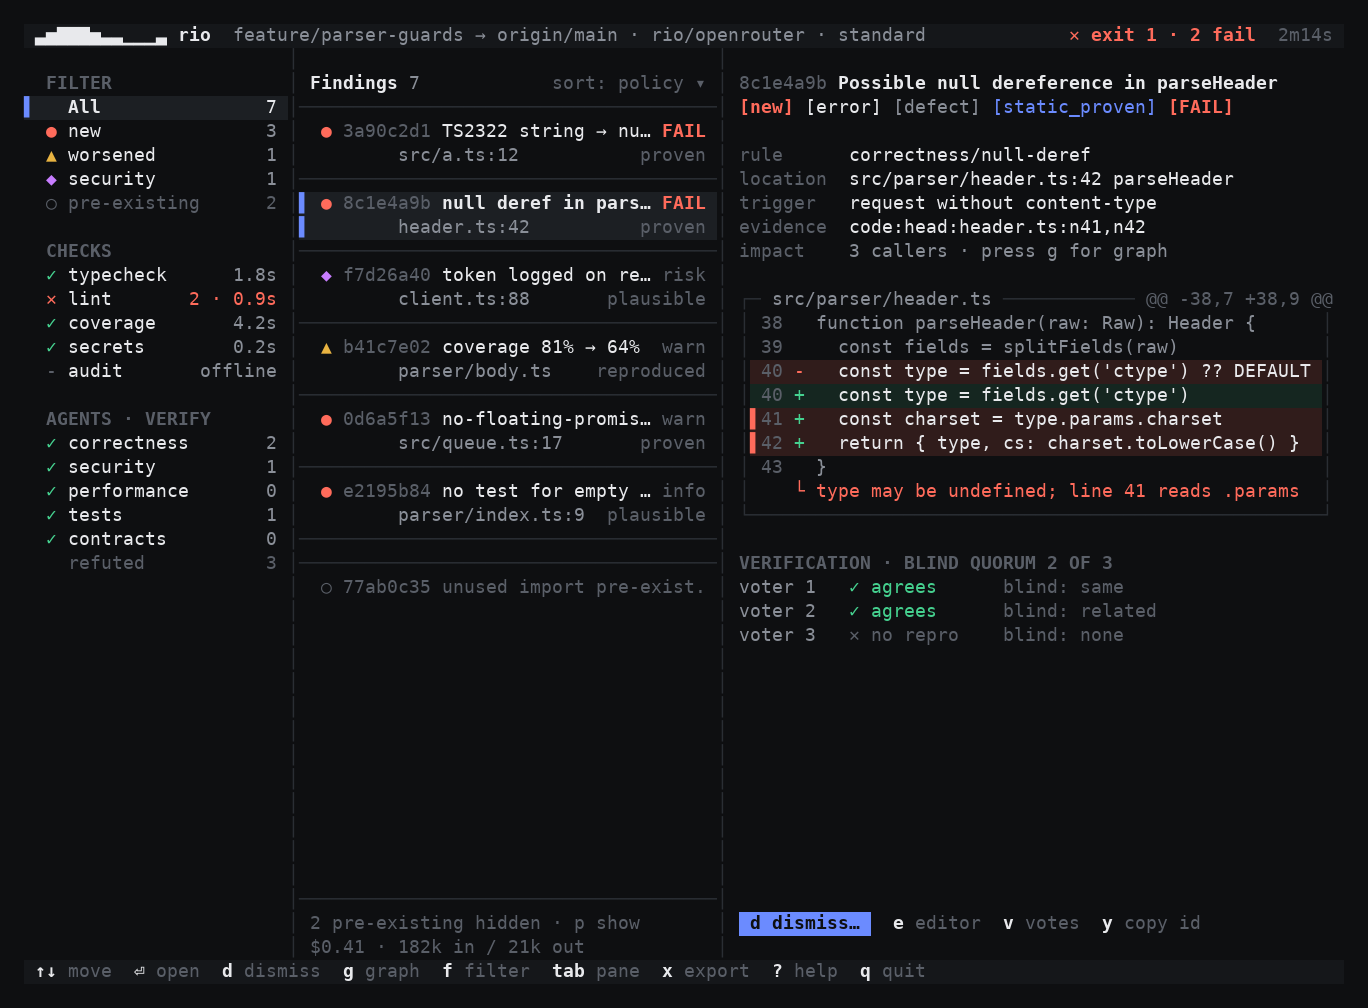 rio feature/parser-guards → origin/main · rio/openrouter · standard × exit 1 · 2 fail 2m14s
FILTER
All 7
● new 3
▲ worsened 1
◆ security 1
○ pre-existing 2
CHECKS
✓ typecheck 1.8s
× lint 2 · 0.9s
✓ coverage 4.2s
✓ secrets 0.2s
- audit offline
AGENTS · VERIFY
✓ correctness 2
✓ security 1
✓ performance 0
✓ tests 1
✓ contracts 0
refuted 3
Findings 7 sort: policy ▾
● 3a90c2d1 TS2322 string → nu… FAIL
src/a.ts:12 proven
● 8c1e4a9b null deref in pars… FAIL
header.ts:42 proven
◆ f7d26a40 token logged on re… risk
client.ts:88 plausible
▲ b41c7e02 coverage 81% → 64% warn
parser/body.ts reproduced
● 0d6a5f13 no-floating-promis… warn
src/queue.ts:17 proven
● e2195b84 no test for empty … info
parser/index.ts:9 plausible
○ 77ab0c35 unused import pre-exist.
2 pre-existing hidden · p show
$0.41 · 182k in / 21k out
8c1e4a9b Possible null dereference in parseHeader
[new] [error] [defect] [static_proven] [FAIL]
rule correctness/null-deref
location src/parser/header.ts:42 parseHeader
trigger request without content-type
evidence code:head:header.ts:n41,n42
impact 3 callers · press g for graph
src/parser/header.ts @@ -38,7 +38,9 @@
38 function parseHeader(raw: Raw): Header {
39 const fields = splitFields(raw)
40 - const type = fields.get('ctype') ?? DEFAULT
40 + const type = fields.get('ctype')
41 + const charset = type.params.charset
42 + return { type, cs: charset.toLowerCase() }
43 }
└ type may be undefined; line 41 reads .params
VERIFICATION · BLIND QUORUM 2 OF 3
voter 1 ✓ agrees blind: same
voter 2 ✓ agrees blind: related
voter 3 × no repro blind: none
d dismiss… e editor v votes y copy id
↑↓ move ⏎ open d dismiss g graph f filter tab pane x export ? help q quit